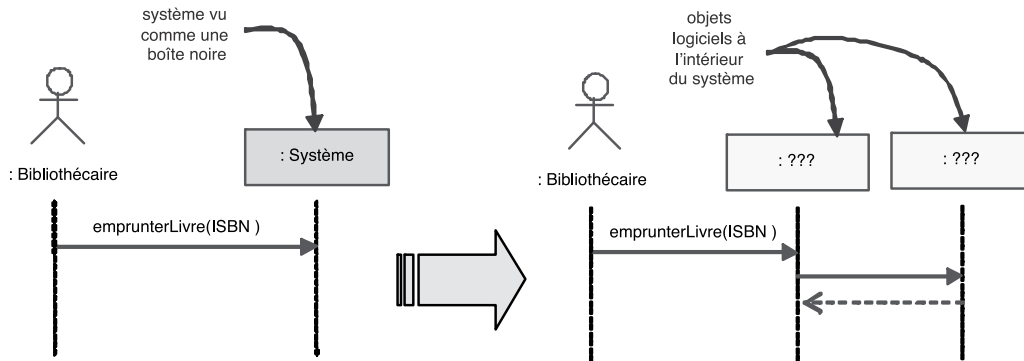 système vu
comme une
boîte noire
: Système
: Bibliothécaire
emprunterLivre(ISBN )
objets
logiciels à
l'intérieur
du système
: ???
: ???
: Bibliothécaire
emprunterLivre(ISBN )